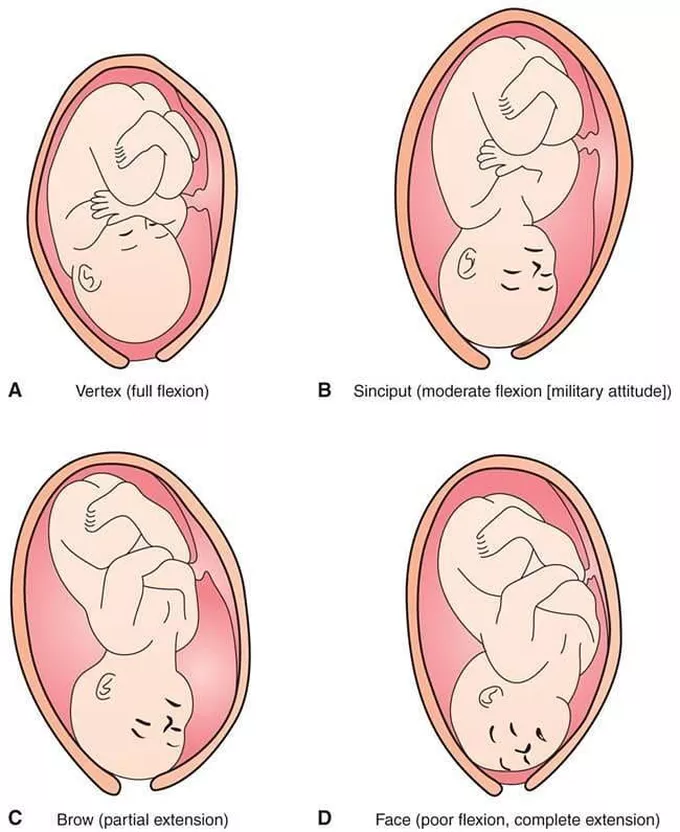 A Vertex (full flexion)
B Sinciput (moderate flexion [military attitude])
C Brow (partial extension)
D Face (poor flexion, complete extension)